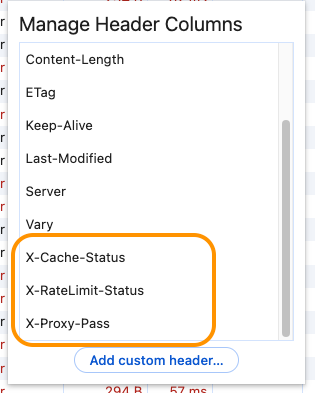 Manage Header Columns
Content-Length
ETag
Keep-Alive
Last-Modified
Server
Vary
X-Cache-Status
X-RateLimit-Status
X-Proxy-Pass
Add custom header...
294 B 57 ms